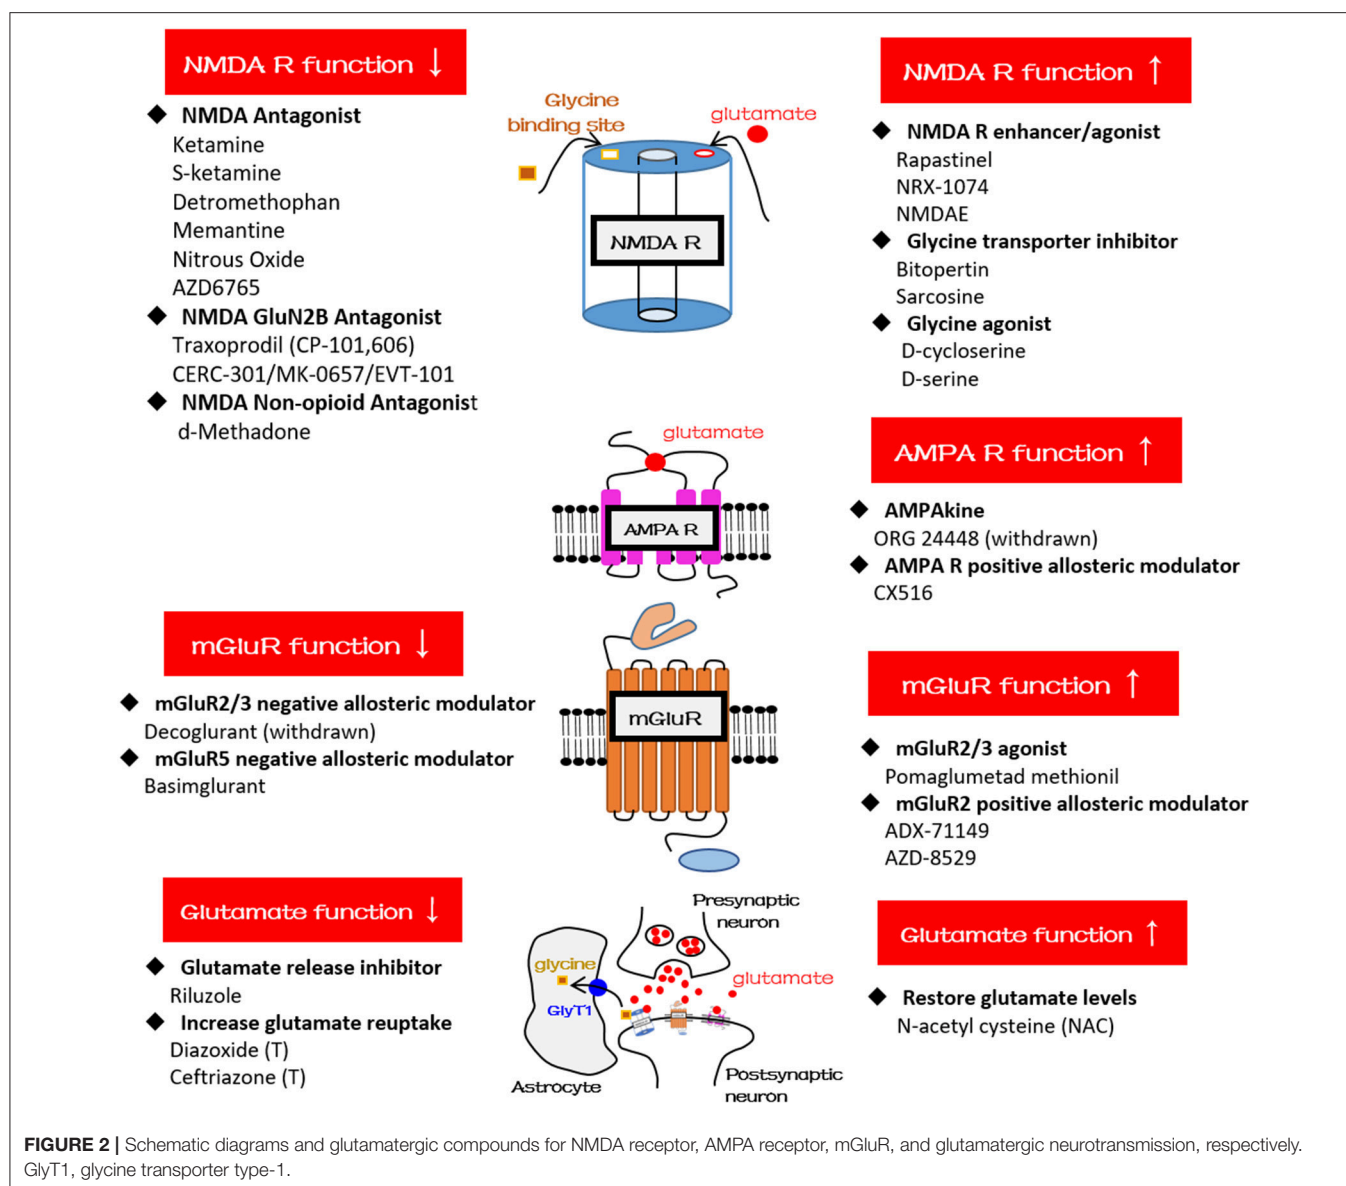 NMDA R function ↓
◆ NMDA Antagonist
Ketamine
S-ketamine
Detromethophan
Memantine
Nitrous Oxide
AZD6765
◆ NMDA GluN2B Antagonist
Traxoprodil (CP-101,606)
CERC-301/MK-0657/EVT-101
◆ NMDA Non-opioid Antagonist
d-Methadone
Glycine
binding site
glutamate
NMDA R
NMDA R function ↑
◆ NMDA R enhancer/agonist
Rapastinel
NRX-1074
NMDAE
◆ Glycine transporter inhibitor
Bitopertin
Sarcosine
◆ Glycine agonist
D-cycloserine
D-serine
glutamate
AMPA R
AMPA R function ↑
◆ AMPAkine
ORG 24448 (withdrawn)
◆ AMPA R positive allosteric modulator
CX516
mGluR function ↓
◆ mGluR2/3 negative allosteric modulator
Decoglurant (withdrawn)
◆ mGluR5 negative allosteric modulator
Basimglurant
mGluR
mGluR function ↑
◆ mGluR2/3 agonist
Pomaglumetad methionil
◆ mGluR2 positive allosteric modulator
ADX-71149
AZD-8529
Glutamate function ↓
◆ Glutamate release inhibitor
Riluzole
◆ Increase glutamate reuptake
Diazoxide (T)
Ceftriazone (T)
Presynaptic
neuron
glycine
glutamate
GlyT1
Astrocyte
Postsynaptic
neuron
Glutamate function ↑
◆ Restore glutamate levels
N-acetyl cysteine (NAC)
FIGURE 2 | Schematic diagrams and glutamatergic compounds for NMDA receptor, AMPA receptor, mGluR, and glutamatergic neurotransmission, respectively.
GlyT1, glycine transporter type-1.